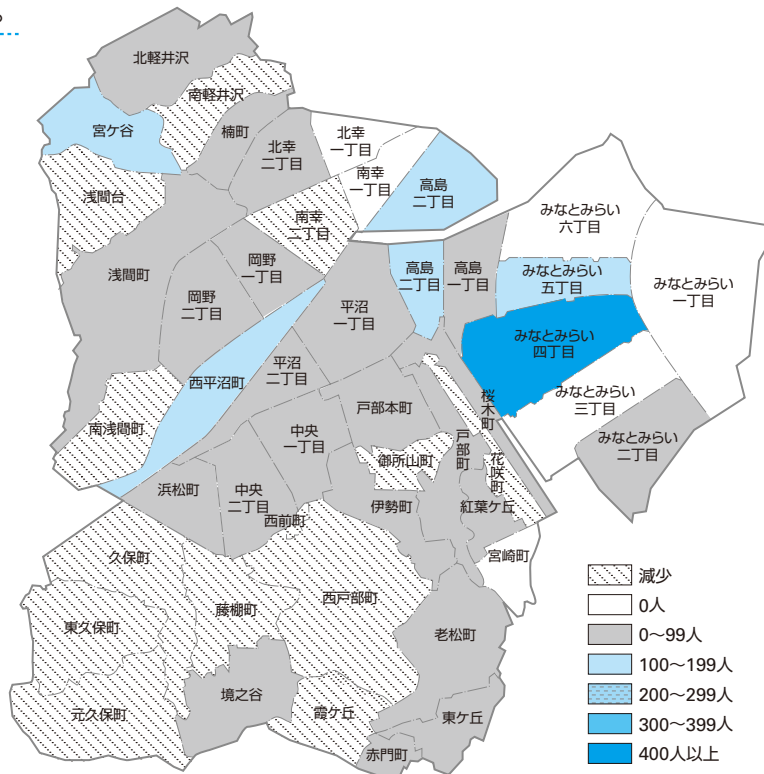 北軽井沢
南軽井沢
宮ケ谷
楠町
北幸
二丁目
北幸
一丁目
南幸
一丁目
高島
二丁目
浅間台
南幸
二丁目
みなとみらい
六丁目
浅間町
岡野
一丁目
岡野
二丁目
平沼
一丁目
高島
二丁目
高島
一丁目
みなとみらい
五丁目
みなとみらい
一丁目
みなとみらい
四丁目
西平沼町
平沼
二丁目
南浅間町
戸部本町
桜木町
みなとみらい
三丁目
みなとみらい
二丁目
中央
一丁目
御所山町
戸部町
花咲町
浜松町
中央
二丁目
西前町
伊勢町
紅葉ケ丘
宮崎町
久保町
東久保町
藤棚町
西戸部町
老松町
元久保町
境之谷
霞ケ丘
東ケ丘
赤門町
減少
0人
0～99人
100～199人
200～299人
300～399人
400人以上